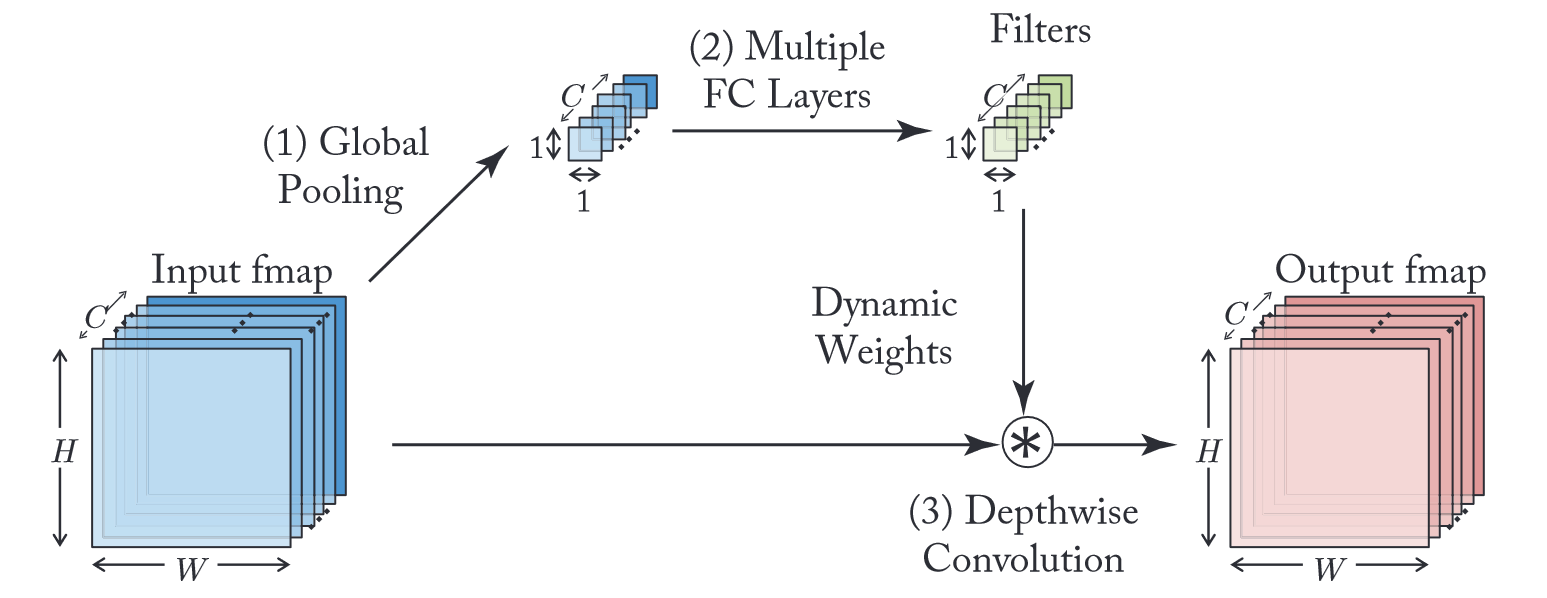 Filters
(2) Multiple
FC Layers
C
1
1
C
1
1
(1) Global
Pooling
Input fmap
C
H
W
Dynamic
Weights
*
(3) Depthwise
Convolution
Output fmap
C
H
W